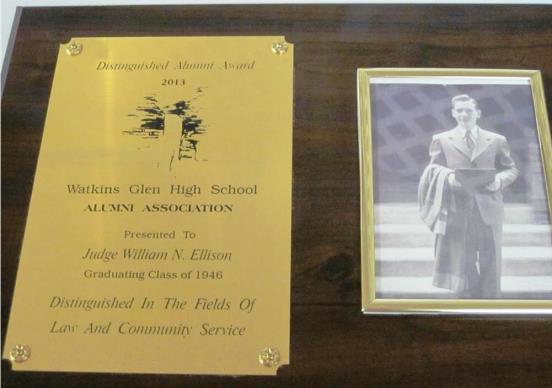 Distinguished Alumni Award
2013
Watkins Glen High School
ALUMNI ASSOCIATION
Presented To
Judge William N. Ellison
Graduating Class of 1946
Distinguished In The Fields Of
Law And Community Service